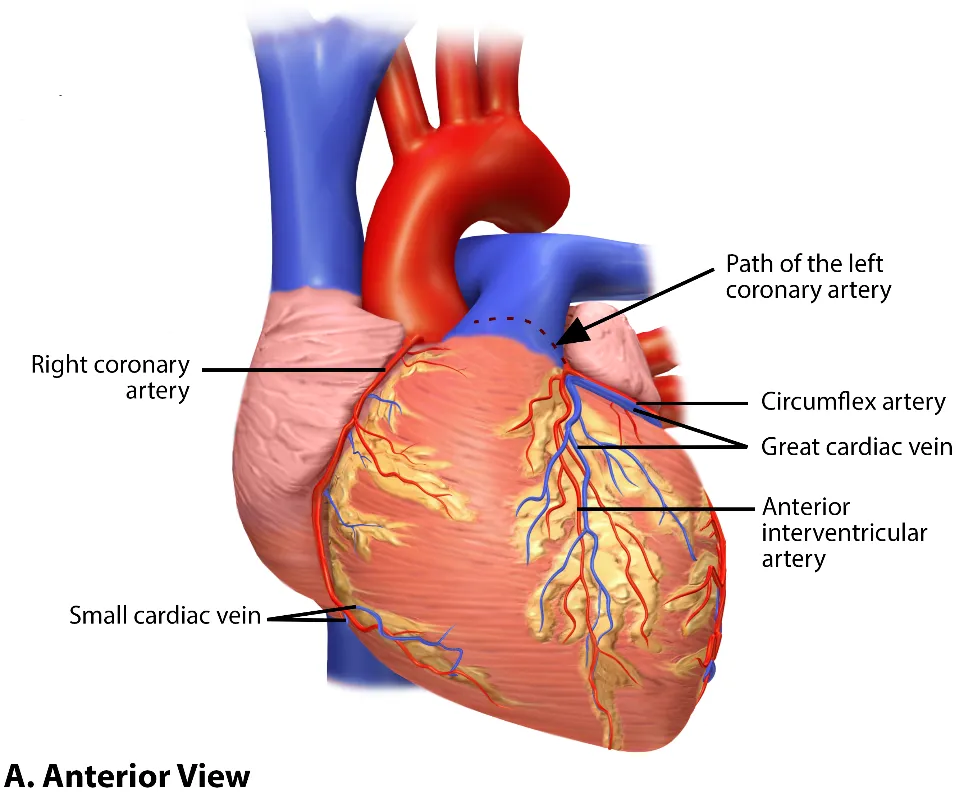 Path of the left
coronary artery
Right coronary
artery
Circumflex artery
Great cardiac vein
Anterior
interventricular
artery
Small cardiac vein
A. Anterior View